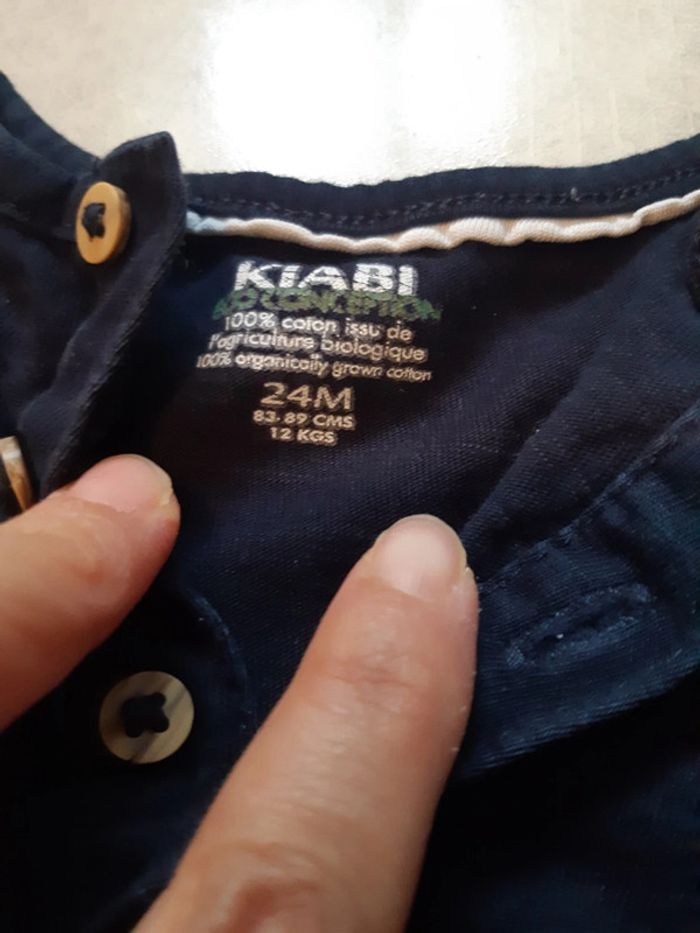 KIABI
ECO CONCEPTION
100% coton issu de
l'agriculture biologique
100% organically grown cotton
24M
83-89 CMS
12 KGS